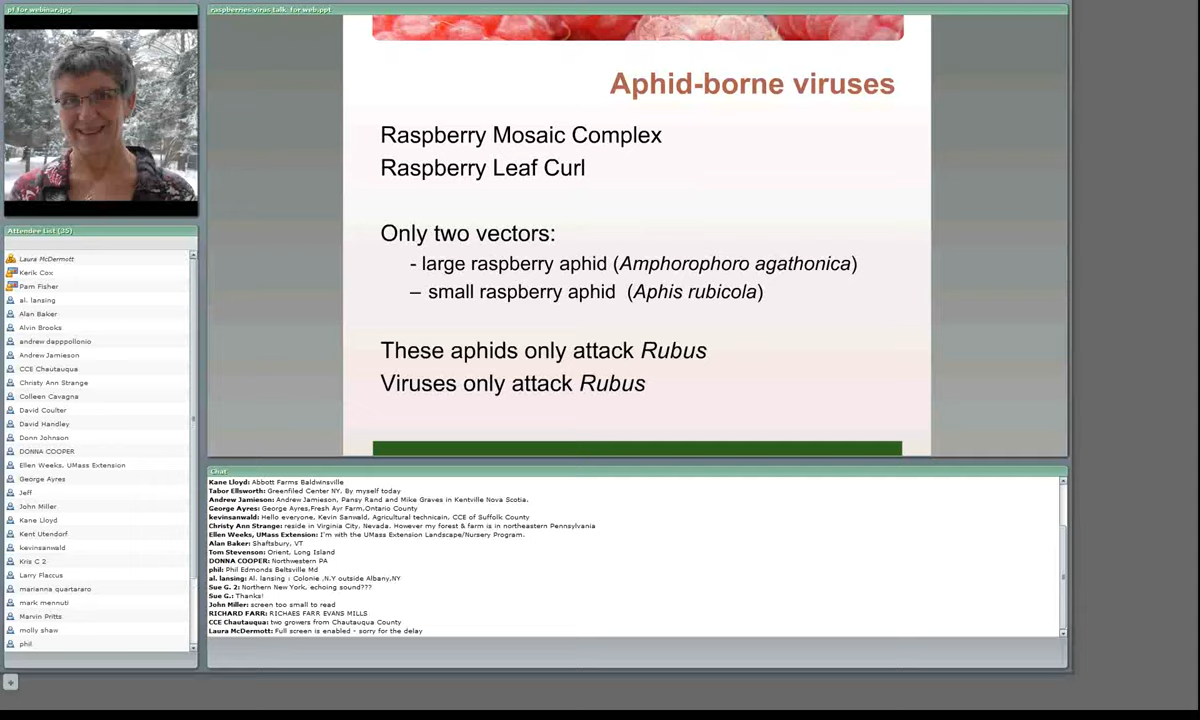 pf for webinar.jpg
raspberries virus talk for web.ppt
Aphid-borne viruses
Raspberry Mosaic Complex
Raspberry Leaf Curl
Only two vectors:
- large raspberry aphid (Amphorophoro agathonica)
– small raspberry aphid (Aphis rubicola)
These aphids only attack Rubus
Viruses only attack Rubus
Attendee List (35)
Laura McDermott
Kerik Cox
Pam Fisher
al. lansing
Alan Baker
Alvin Brooks
andrew depppollonio
Andrew Jamieson
CCE Chautauqua
Christy Ann Strange
Colleen Cavagna
David Coulter
David Handley
Donn Johnson
DONNA COOPER
Ellen Weeks, UMass Extension
George Ayres
Jeff
John Miller
Kane Lloyd
Kent Utendorf
kevinsanwald
Kris C 2
Larry Flaccus
marianna quartararo
mark mennuti
Marvin Pritts
molly shaw
phil
Chat
Kane Lloyd: Abbott Farms Baldwinsville
Tabor Ellsworth: Greenfiled Center NY, By myself today
Andrew Jamieson: Andrew Jamieson, Pansy Rand and Mike Graves in Kentville Nova Scotia.
George Ayres: George Ayres,Fresh Ayr Farm.Ontario County
kevinsanwald: Hello everyone. Kevin Sanwald, Agricultural technicain, CCE of Suffolk County
Christy Ann Strange: reside in Virginia City, Nevada. However my forest & farm is in northeastern Pennsylvania
Ellen Weeks, UMass Extension: I'm with the UMass Extension Landscape/Nursery Program.
Alan Baker: Shaftsbury, VT
Tom Stevenson: Orient, Long Island
DONNA COOPER: Northwestern PA
phil: Phil Edmonds Beltsville Md
al. lansing: Al. lansing : Colonie .N.Y outside Albany,NY
Sue G. 2: Northern New York, echoing sound???
Sue G.: Thanks!
John Miller: screen too small to read
RICHARD FARR: RICHAES FARR EVANS MILLS
CCE Chautauqua: two growers from Chautauqua County
Laura McDermott: Full screen is enabled - sorry for the delay